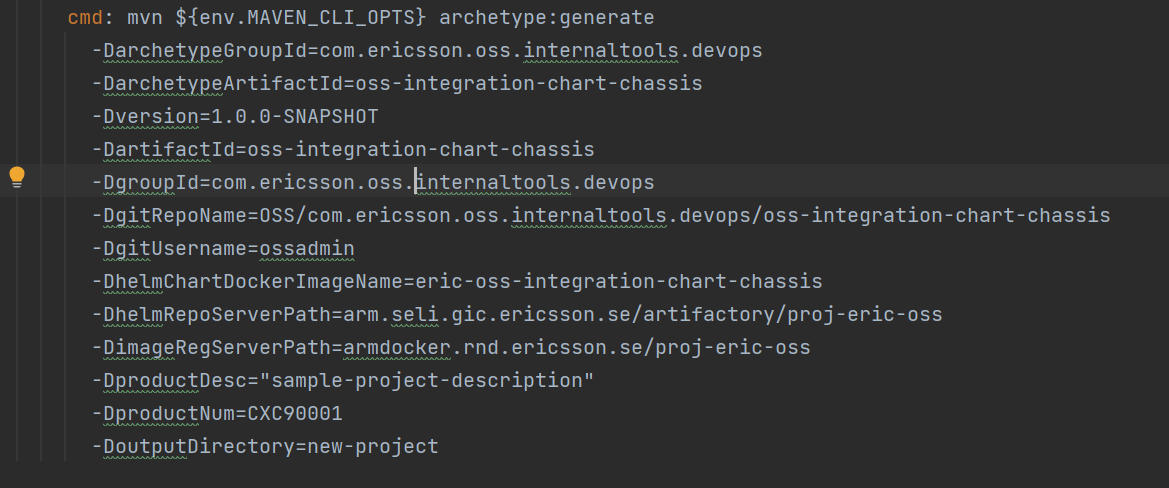 cmd: mvn ${env.MAVEN_CLI_OPTS} archetype:generate
-DarchetypeGroupId=com.ericsson.oss.internaltools.devops
-DarchetypeArtifactId=oss-integration-chart-chassis
-Dversion=1.0.0-SNAPSHOT
-DartifactId=oss-integration-chart-chassis
-DgroupId=com.ericsson.oss.internaltools.devops
-DgitRepoName=OSS/com.ericsson.oss.internaltools.devops/oss-integration-chart-chassis
-DgitUsername=ossadmin
-DhelmChartDockerImageName=eric-oss-integration-chart-chassis
-DhelmRepoServerPath=arm.seli.gic.ericsson.se/artifactory/proj-eric-oss
-DimageRegServerPath=armdocker.rnd.ericsson.se/proj-eric-oss
-DproductDesc="sample-project-description"
-DproductNum=CXC90001
-DoutputDirectory=new-project